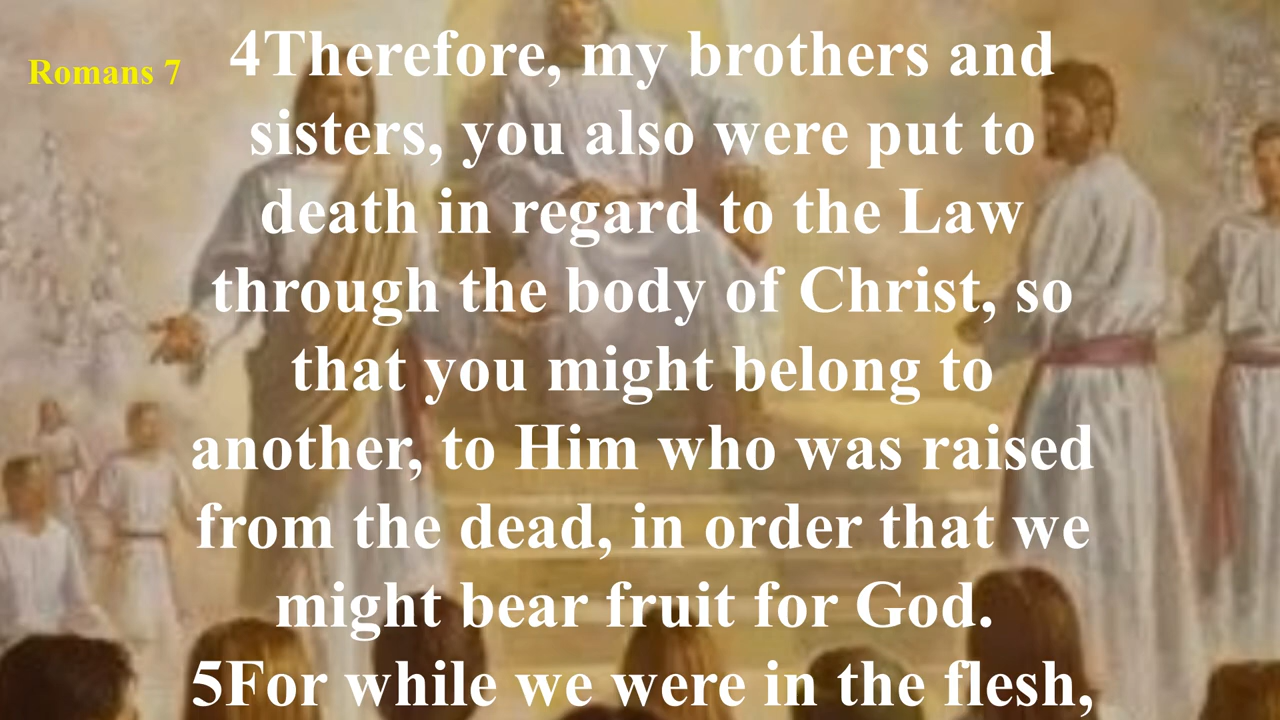 Romans 7
4Therefore, my brothers and
sisters, you also were put to
death in regard to the Law
through the body of Christ, so
that you might belong to
another, to Him who was raised
from the dead, in order that we
might bear fruit for God.
5For while we were in the flesh,